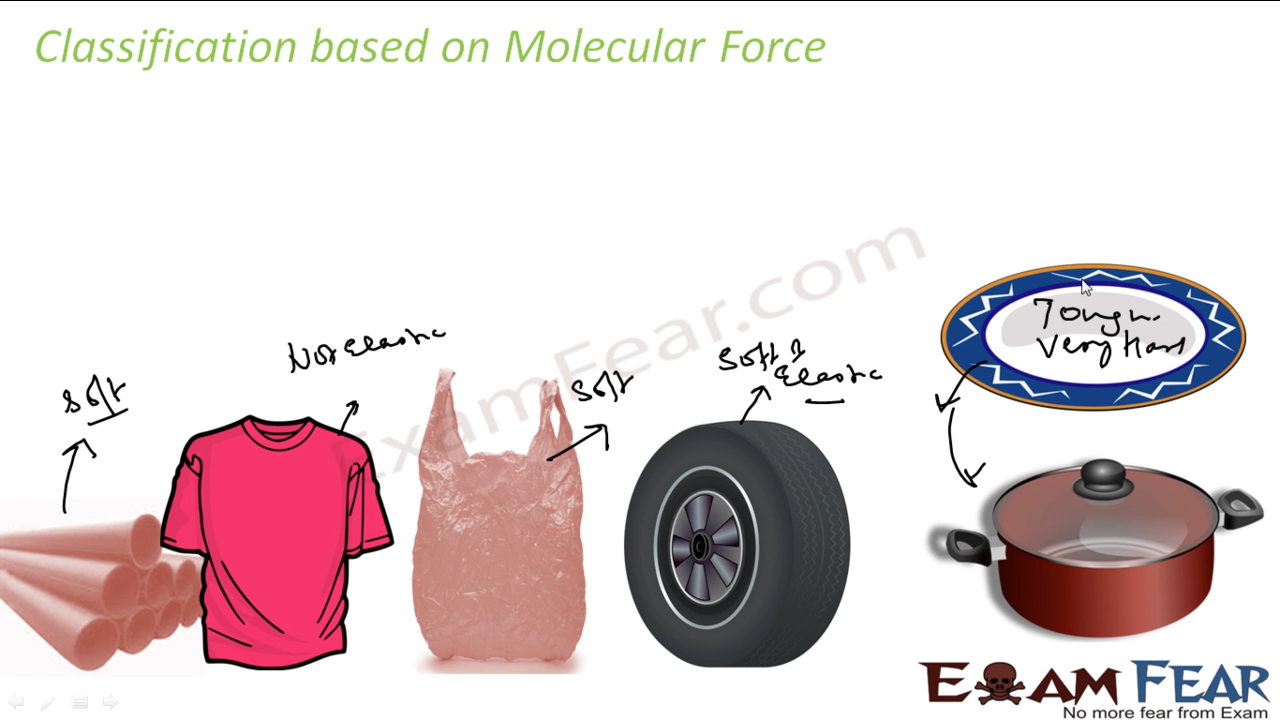 Classification based on Molecular Force
ExamFear.com
Not Elastic
Soft
Soft
Soft &
Elastic
Tough
Very Hard
EXAM FEAR
No more fear from Exam